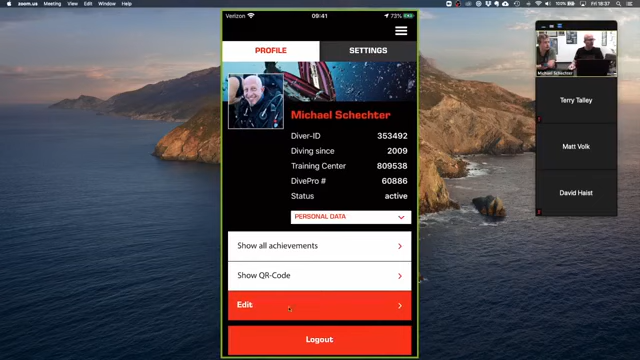 zoom.us Meeting View Edit Window Help
100% Fri 18:37
Verizon 09:41 73%
PROFILE SETTINGS
Michael Schechter
Diver-ID 353492
Diving since 2009
Training Center 809538
DivePro # 60886
Status active
PERSONAL DATA
Show all achievements
Show QR-Code
Edit
Logout
Michael Schechter
Terry Talley
Matt Volk
David Haist